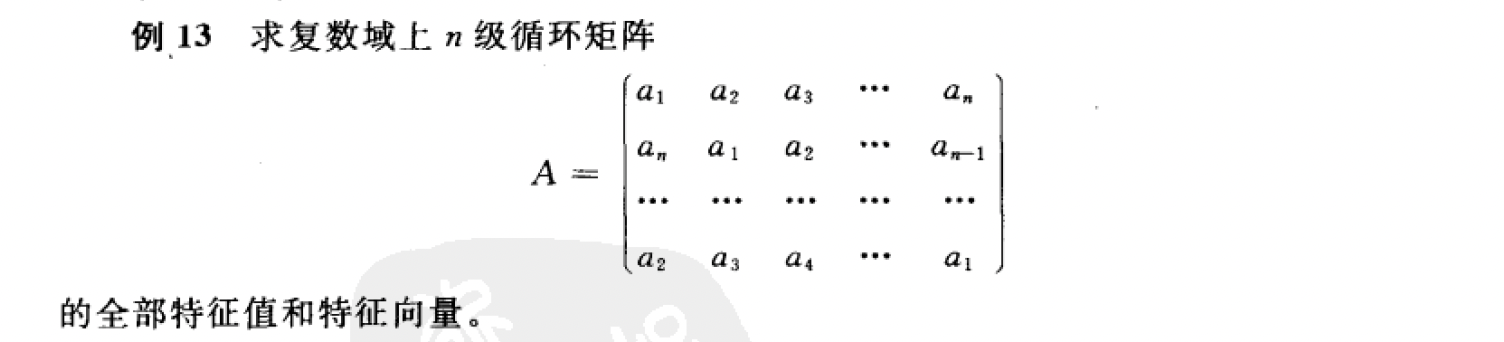 例 13 求复数域上 n 级循环矩阵
A =
a₁ a₂ a₃ ⋯ aₙ
aₙ a₁ a₂ ⋯ aₙ₋₁
⋯ ⋯ ⋯ ⋯ ⋯
a₂ a₃ a₄ ⋯ a₁
的全部特征值和特征向量。